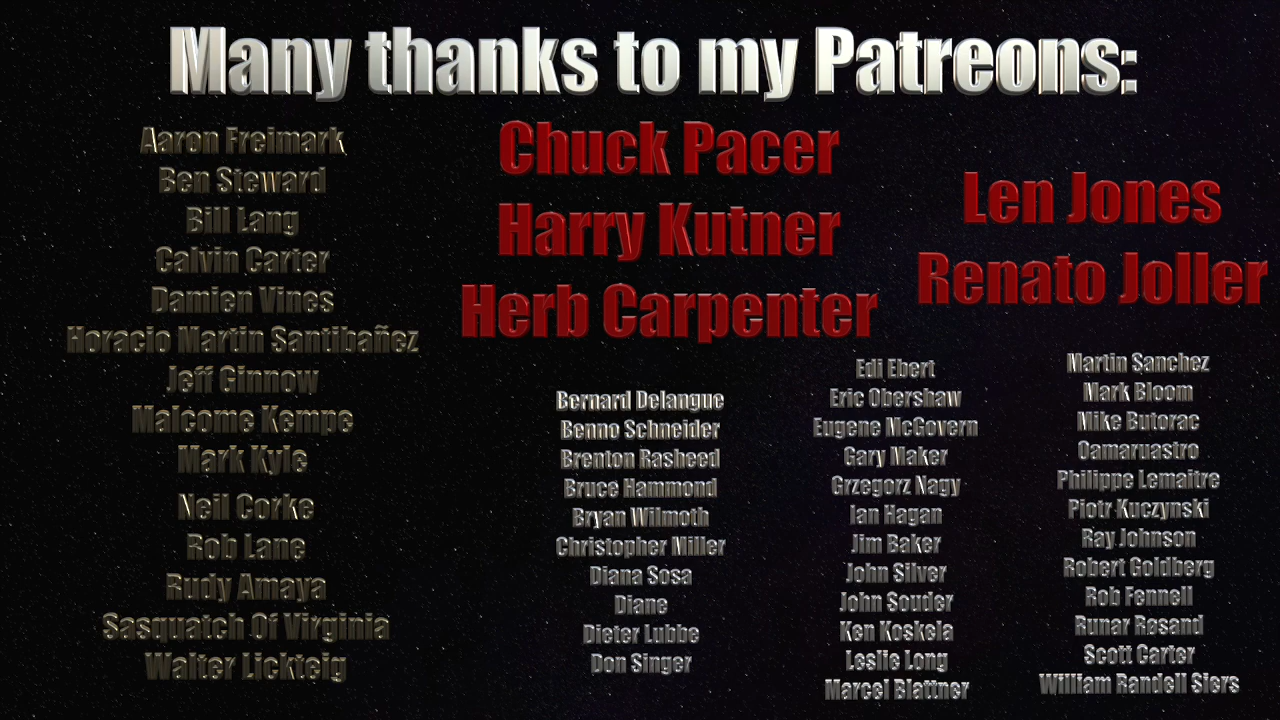 Many thanks to my Patreons:
Aaron Freimark
Ben Steward
Bill Lang
Calvin Carter
Damien Vines
Horacio Martin Santibañez
Jeff Ginnow
Malcome Kempe
Mark Kyle
Neil Corke
Rob Lane
Rudy Amaya
Sasquatch Of Virginia
Walter Lickteig
Chuck Pacer
Harry Kutner
Herb Carpenter
Len Jones
Renato Joller
Bernard Delangue
Benno Schneider
Brenton Rasheed
Bruce Hammond
Bryan Wilmoth
Christopher Miller
Diana Sosa
Diane
Dieter Lubbe
Don Singer
Edi Ebert
Eric Obershaw
Eugene McGovern
Gary Maker
Grzegorz Nagy
Ian Hagan
Jim Baker
John Silver
John Souder
Ken Koskela
Leslie Long
Marcel Blattner
Martin Sanchez
Mark Bloom
Mike Butorac
Oamaruastro
Philippe Lemaitre
Piotr Kuczynski
Ray Johnson
Robert Goldberg
Rob Fennell
Runar Røsand
Scott Carter
William Randell Siers